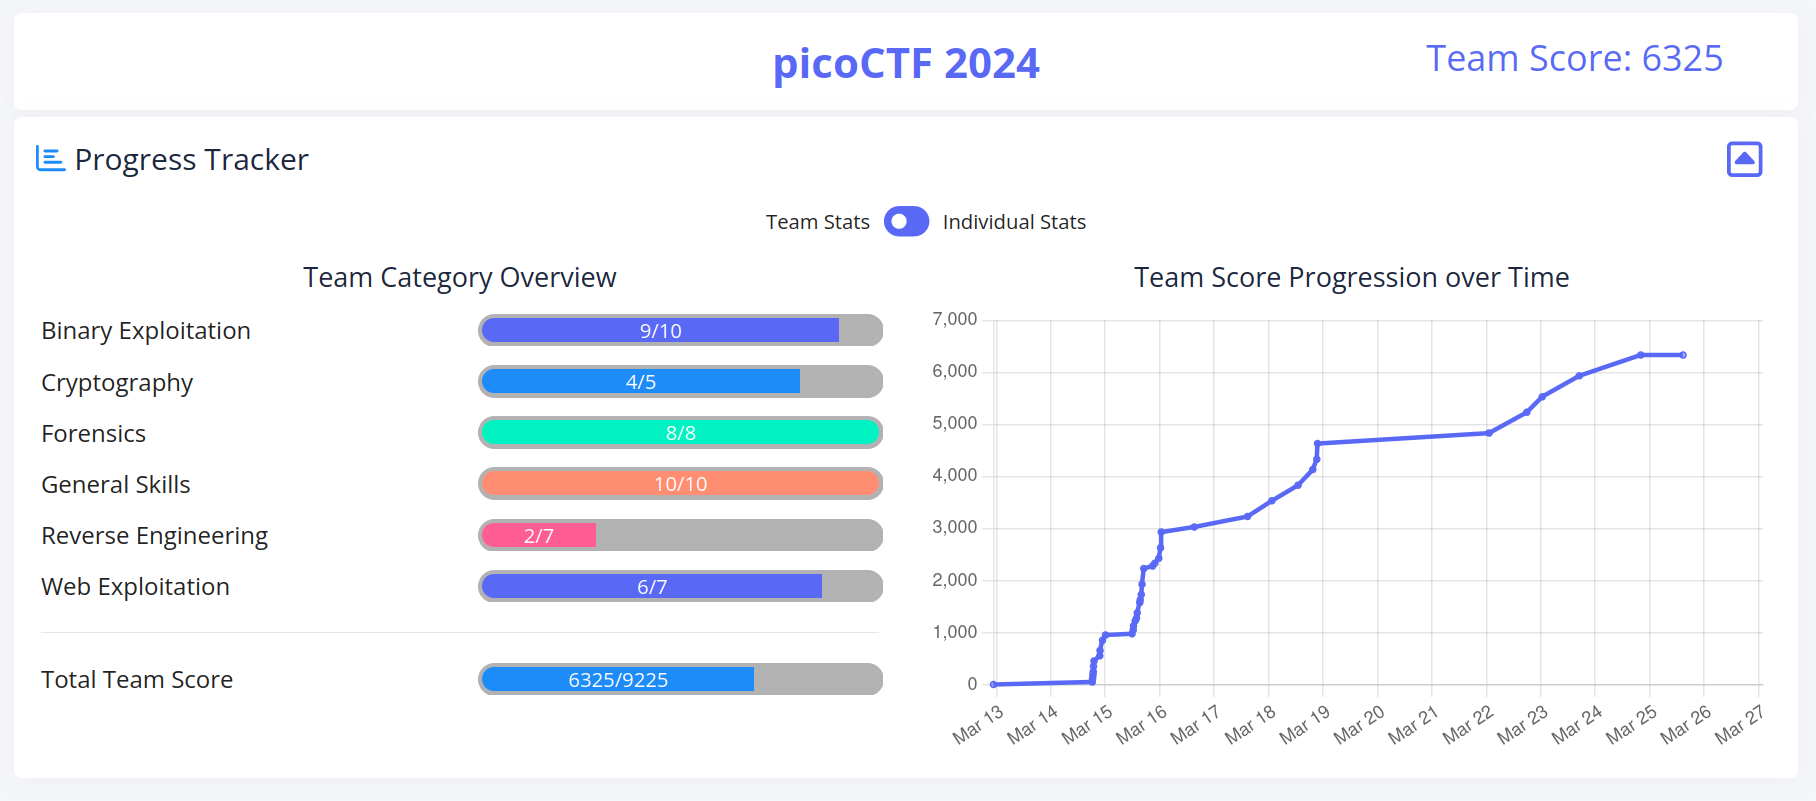 picoCTF 2024
Team Score: 6325
Progress Tracker
Team Stats Individual Stats
Team Category Overview
Binary Exploitation 9/10
Cryptography 4/5
Forensics 8/8
General Skills 10/10
Reverse Engineering 2/7
Web Exploitation 6/7
Total Team Score 6325/9225
Team Score Progression over Time
7,000
6,000
5,000
4,000
3,000
2,000
1,000
0
Mar 13 Mar 14 Mar 15 Mar 16 Mar 17 Mar 18 Mar 19 Mar 20 Mar 21 Mar 22 Mar 23 Mar 24 Mar 25 Mar 26 Mar 27